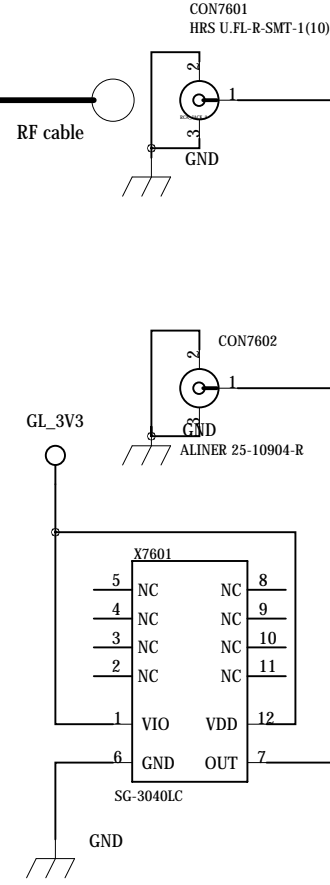 CON7601
HRS U.FL-R-SMT-1(10)
2
1
RF cable
3
GND
CON7602
2
1
3
GND
ALINER 25-10904-R
GL_3V3
X7601
5 NC NC 8
4 NC NC 9
3 NC NC 10
2 NC NC 11
1 VIO VDD 12
6 GND OUT 7
SG-3040LC
GND